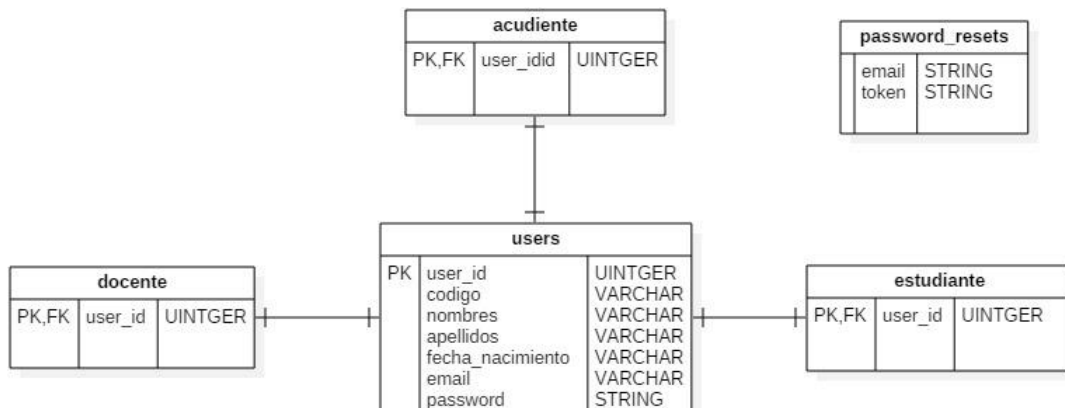 acudiente
PK,FK user_idid UINTGER
password_resets
email STRING
token STRING
users
PK user_id UINTGER
codigo VARCHAR
nombres VARCHAR
apellidos VARCHAR
fecha_nacimiento VARCHAR
email VARCHAR
password STRING
docente
PK,FK user_id UINTGER
estudiante
PK,FK user_id UINTGER